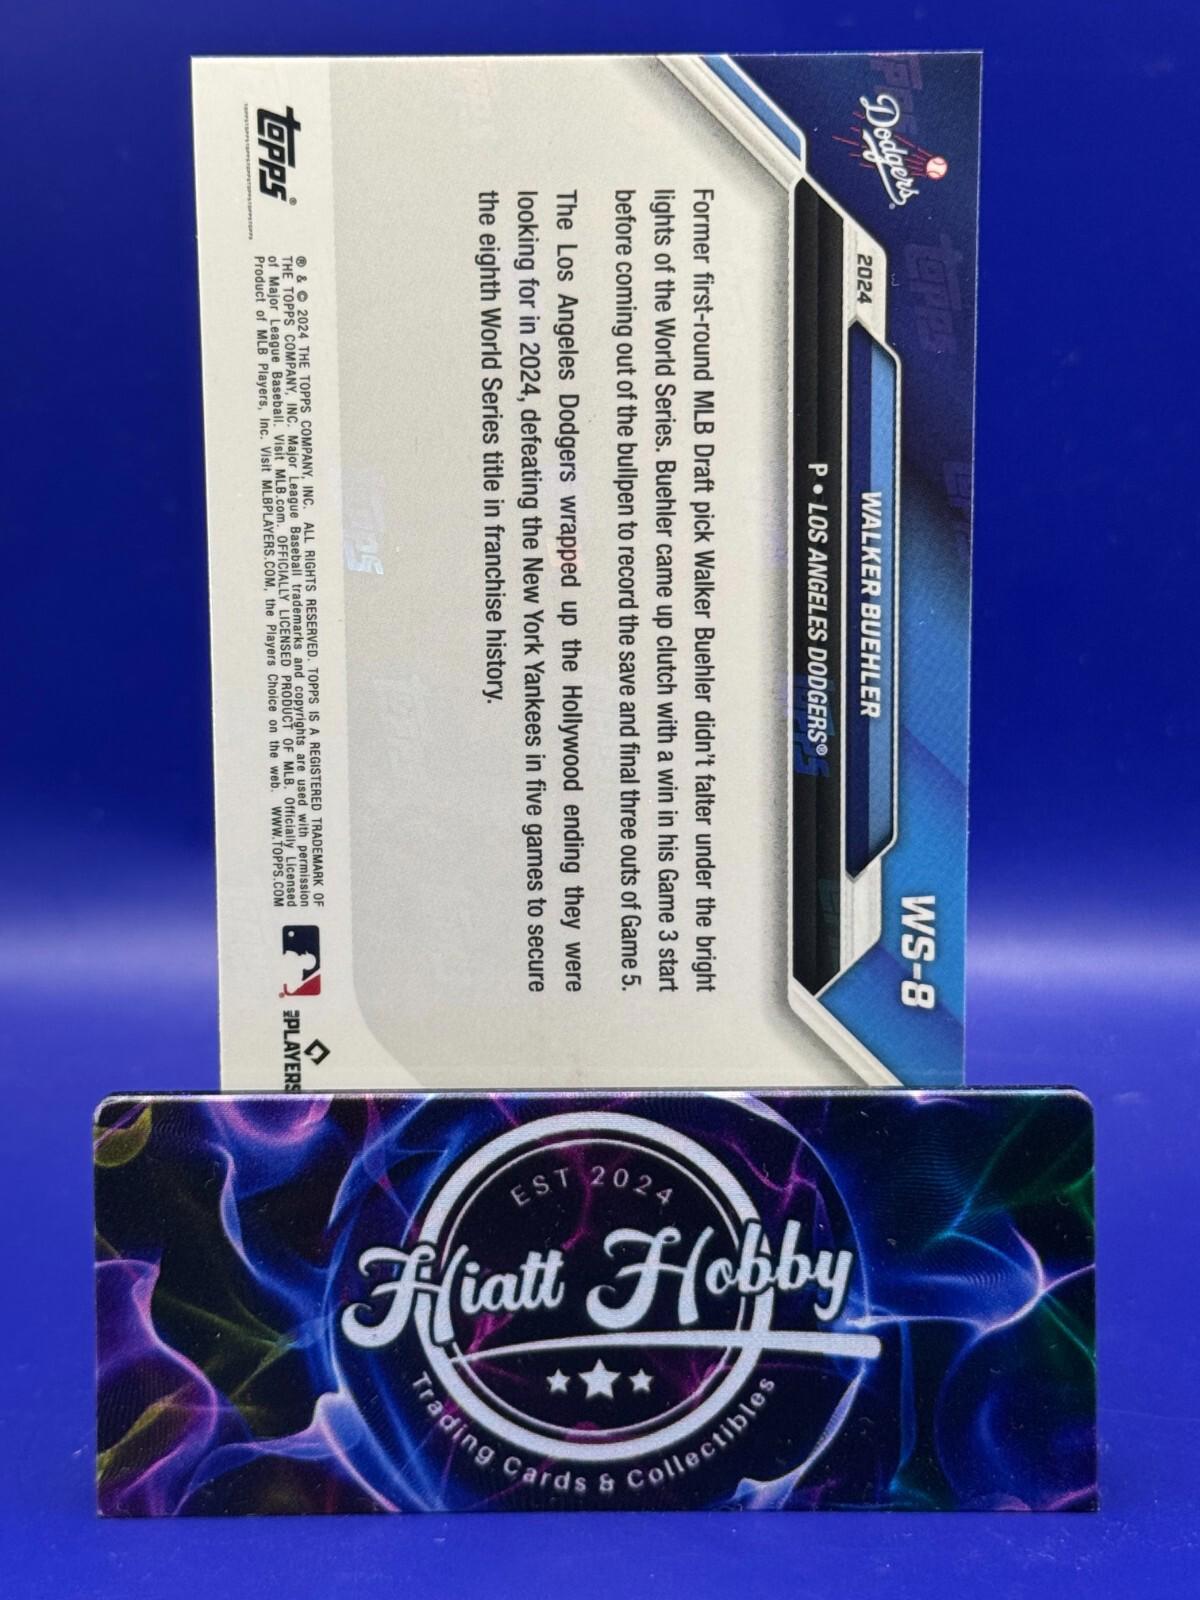 Dodgers®
2024
WALKER BUEHLER
WS-8
P • LOS ANGELES DODGERS®
Former first-round MLB Draft pick Walker Buehler didn't falter under the bright
lights of the World Series. Buehler came up clutch with a win in his Game 3 start
before coming out of the bullpen to record the save and final three outs of Game 5.
The Los Angeles Dodgers wrapped up the Hollywood ending they were
looking for in 2024, defeating the New York Yankees in five games to secure
the eighth World Series title in franchise history.
topps®
® & © 2024 THE TOPPS COMPANY, INC. ALL RIGHTS RESERVED. TOPPS IS A REGISTERED TRADEMARK OF
THE TOPPS COMPANY, INC. Major League Baseball trademarks and copyrights are used with permission
of Major League Baseball. Visit MLB.com. OFFICIALLY LICENSED PRODUCT OF MLB. Officially Licensed
Product of MLB Players, Inc. Visit MLBPLAYERS.COM, the Players Choice on the web. WWW.TOPPS.COM
MLB PLAYERS
EST 2024
Hiatt Hobby
Trading Cards & Collectibles